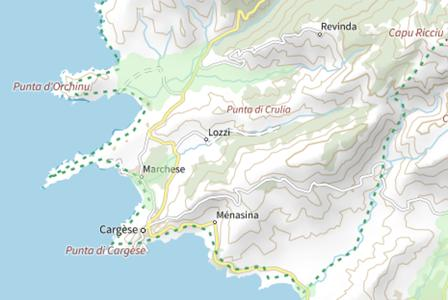 Revinda
Capu Ricciu
Punta d'Orchinu
Punta di Crulia
Lozzi
Marchese
Ménasina
Cargèse
Punta di Cargèse